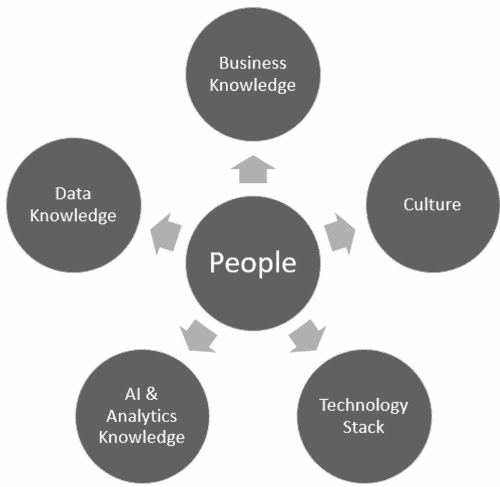 Business
Knowledge
Data
Knowledge
Culture
People
AI &
Analytics
Knowledge
Technology
Stack